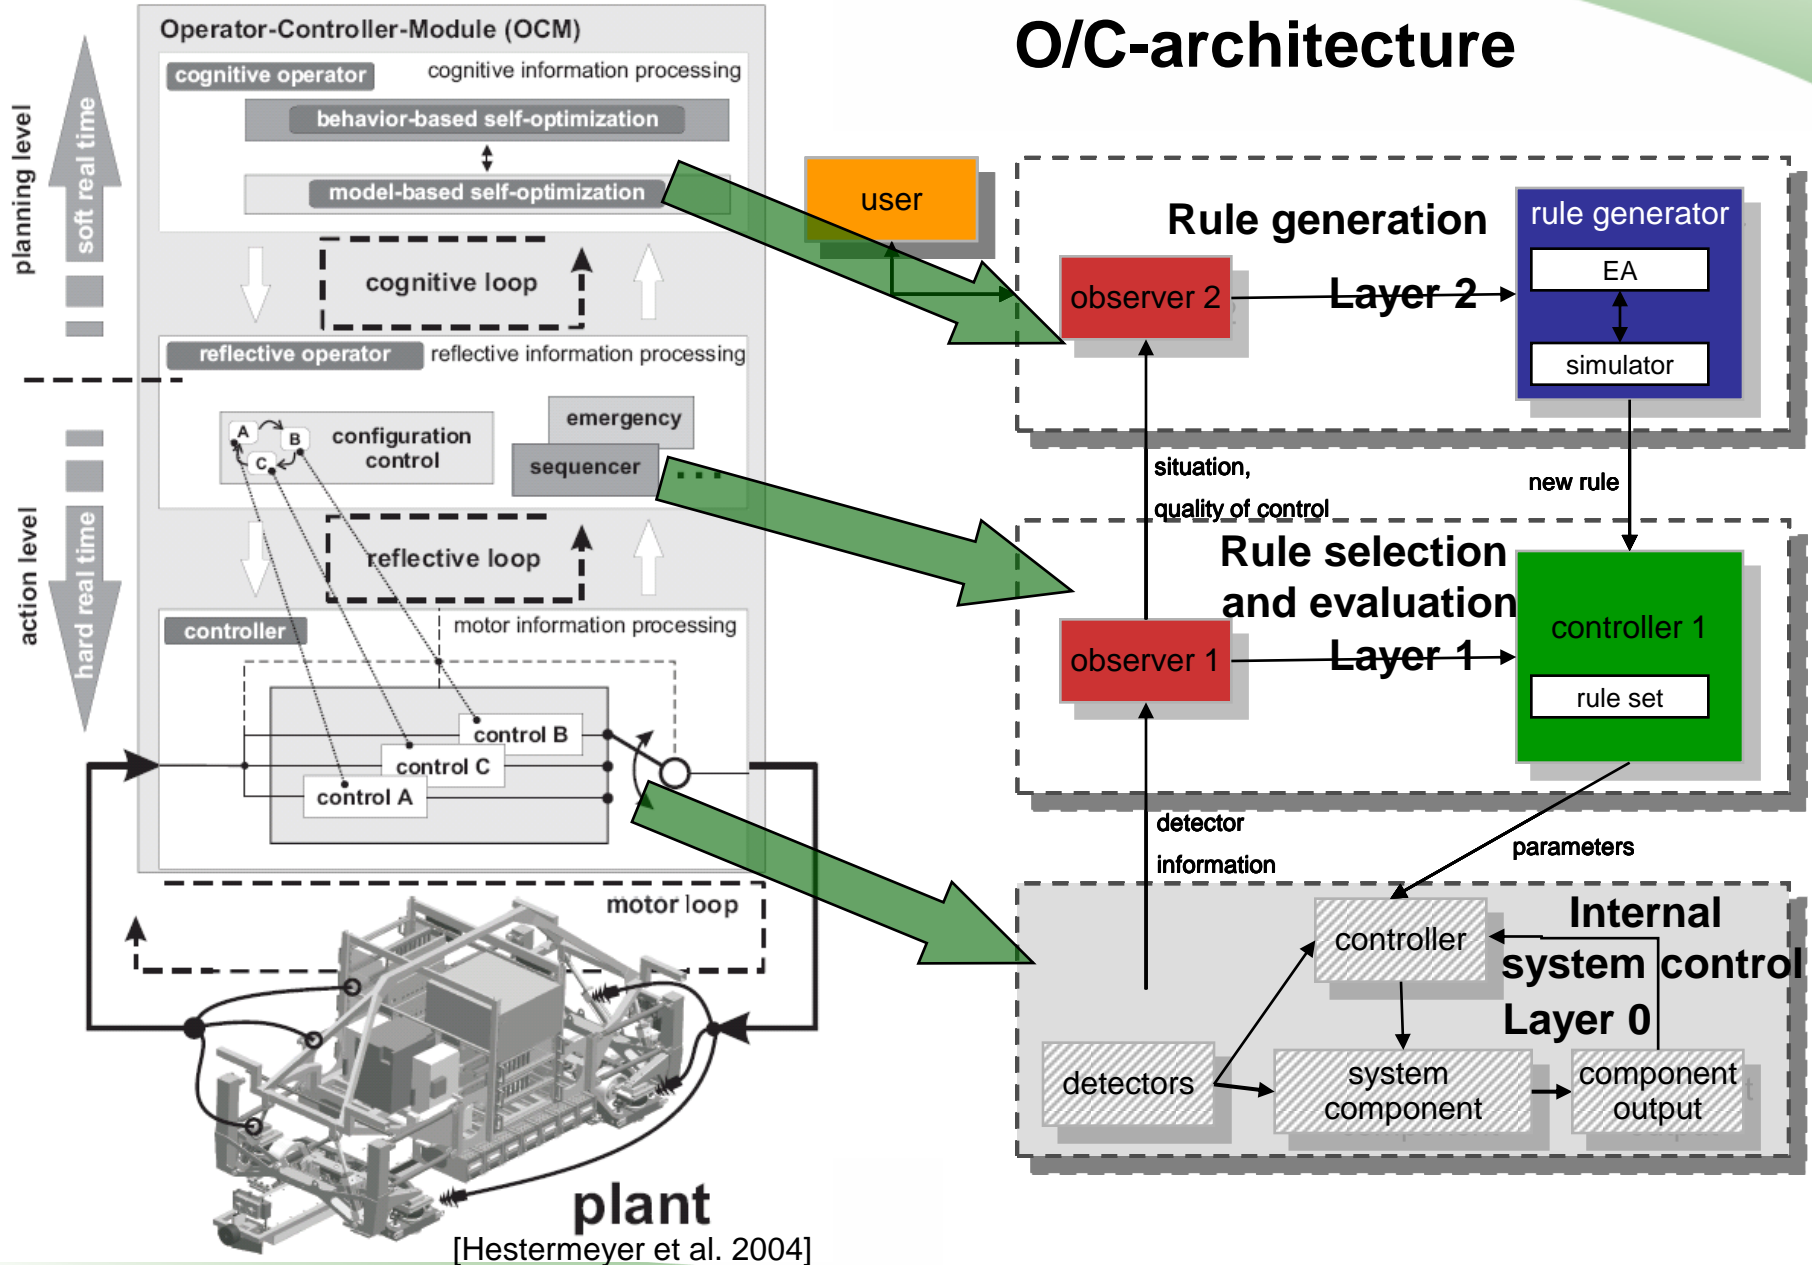 O/C-architecture
Operator-Controller-Module (OCM)
cognitive operator
cognitive information processing
behavior-based self-optimization
model-based self-optimization
cognitive loop
reflective operator
reflective information processing
A
B
C
configuration
control
emergency
sequencer
...
reflective loop
controller
motor information processing
control B
control C
control A
motor loop
planning level
soft real time
action level
hard real time
plant
[Hestermeyer et al. 2004]
user
Rule generation
Layer 2
observer 2
rule generator
EA
simulator
situation,
quality of control
new rule
Rule selection
and evaluation
Layer 1
observer 1
controller 1
rule set
detector
information
parameters
Internal
system control
Layer 0
controller
detectors
system
component
component
output